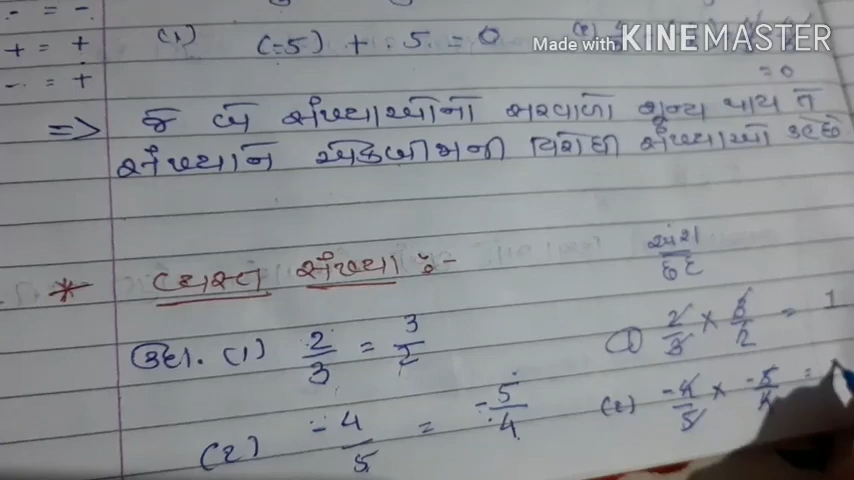 - = -
+ = +
- = +
(1) (-5) + 5 = 0
(2)
= 0
Made with KINEMASTER
=> જે બે સંખ્યાઓનો સરવાળો શૂન્ય થાય તે
સંખ્યાને એકબીજાની વિરોધી સંખ્યાઓ કહે છે
* વ્યસ્ત સંખ્યા :-
અંશ
છેદ
ઉદા. (1) 2/3 = 3/2 (1) 2/3 × 3/2 = 1
(2) -4/5 = -5/4 (2) -4/5 × -5/4 =